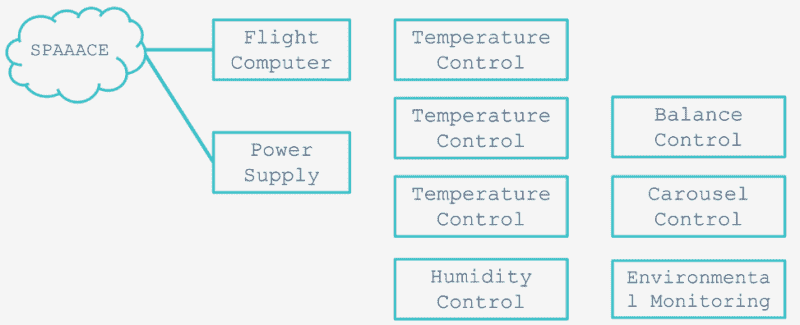 SPAAACE
Flight
Computer
Power
Supply
Temperature
Control
Temperature
Control
Temperature
Control
Humidity
Control
Balance
Control
Carousel
Control
Environmenta
l Monitoring